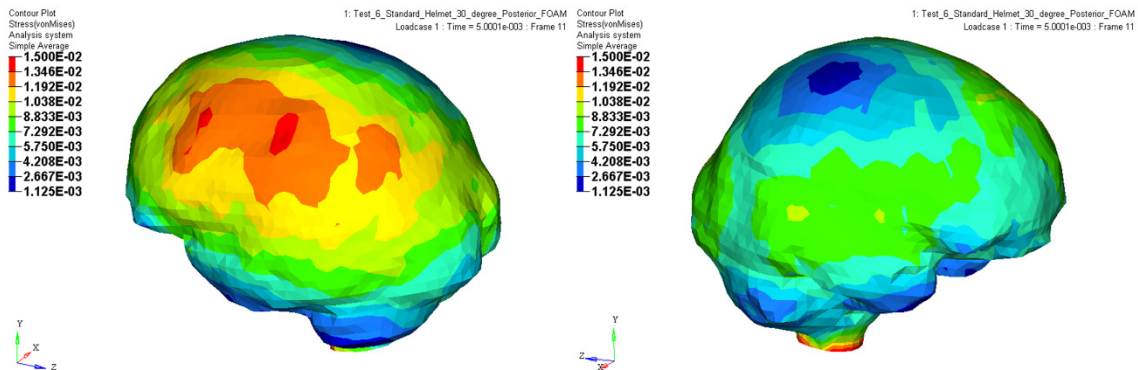 Contour Plot
Stress(vonMises)
Analysis system
Simple Average
1.500E-02
1.346E-02
1.192E-02
1.038E-02
8.833E-03
7.292E-03
5.750E-03
4.208E-03
2.667E-03
1.125E-03
1: Test_6_Standard_Helmet_30_degree_Posterior_FOAM
Loadcase 1 : Time = 5.0001e-003 : Frame 11
Y
X
Z
Contour Plot
Stress(vonMises)
Analysis system
Simple Average
1.500E-02
1.346E-02
1.192E-02
1.038E-02
8.833E-03
7.292E-03
5.750E-03
4.208E-03
2.667E-03
1.125E-03
1: Test_6_Standard_Helmet_30_degree_Posterior_FOAM
Loadcase 1 : Time = 5.0001e-003 : Frame 11
Y
Z
X